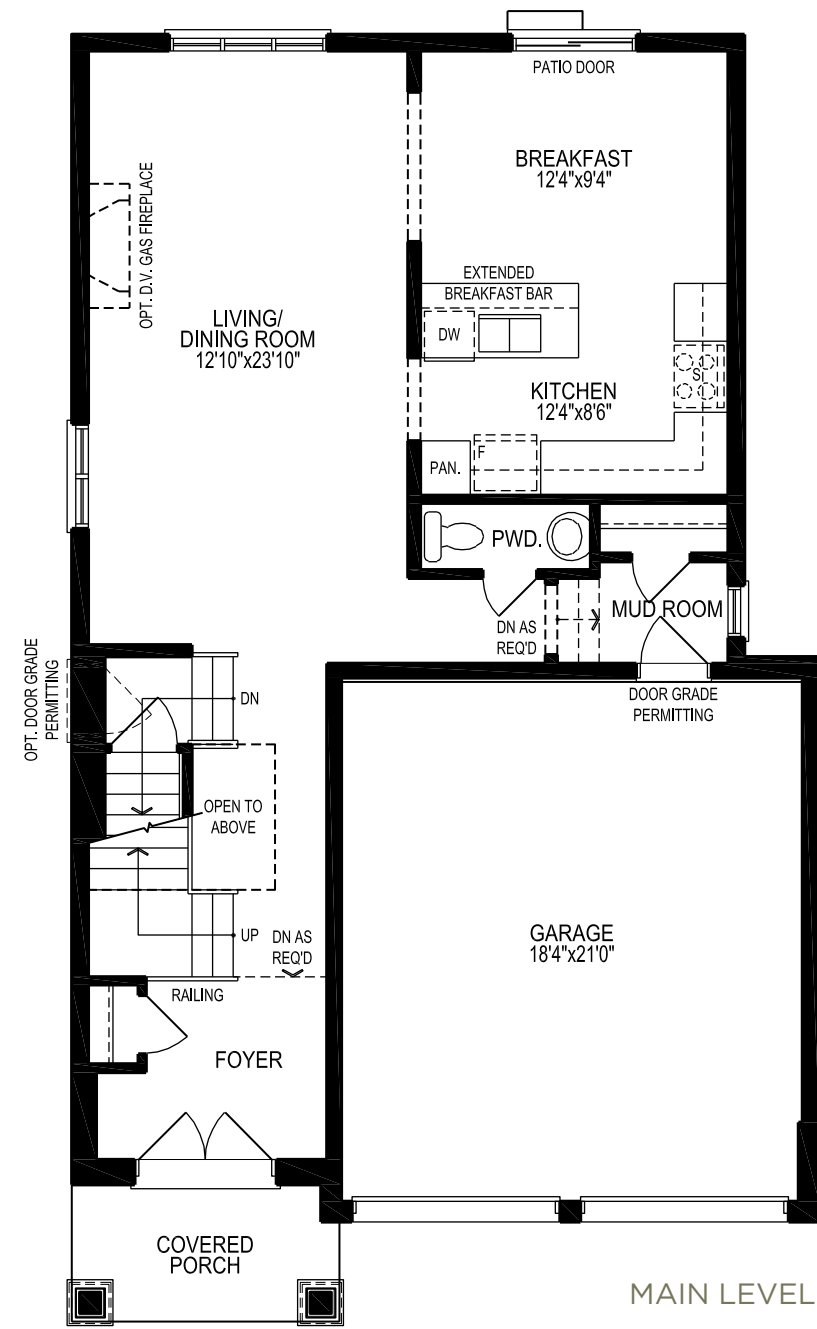 PATIO DOOR
BREAKFAST
12'4"x9'4"
OPT. D.V. GAS FIREPLACE
EXTENDED
BREAKFAST BAR
LIVING/
DINING ROOM
12'10"x23'10"
DW
S
KITCHEN
12'4"x8'6"
PAN.
F
PWD.
MUD ROOM
DN AS
REQ'D
OPT. DOOR GRADE
PERMITTING
DN
DOOR GRADE
PERMITTING
OPEN TO
ABOVE
UP
DN AS
REQ'D
GARAGE
18'4"x21'0"
RAILING
FOYER
COVERED
PORCH
MAIN LEVEL